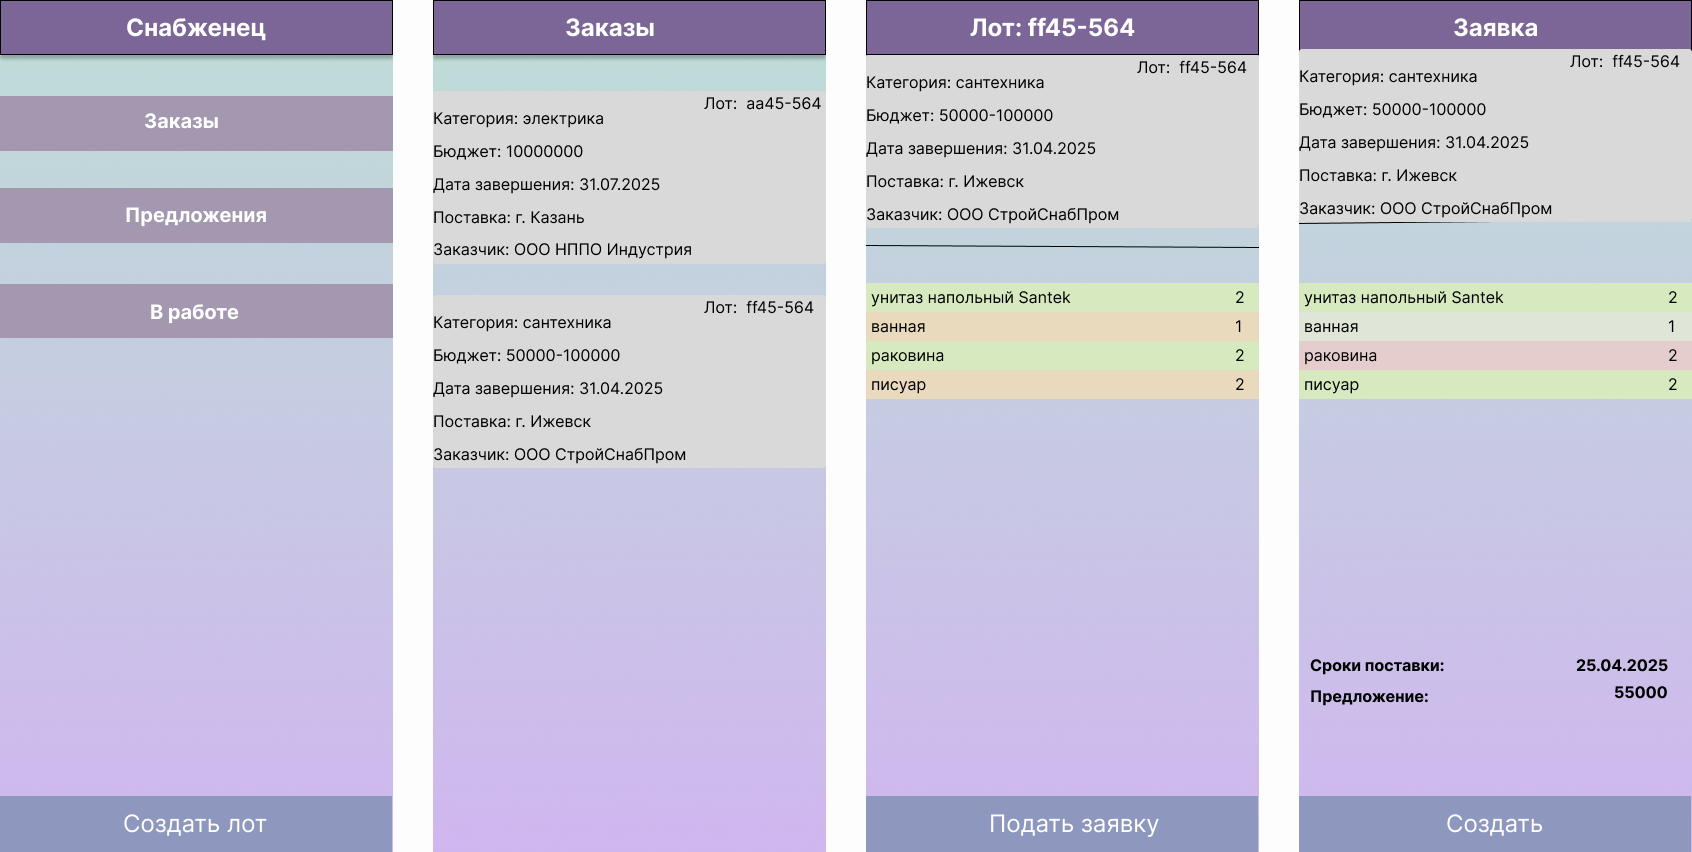 Снабженец
Заказы
Предложения
В работе
Создать лот
Заказы
Лот: aa45-564
Категория: электрика
Бюджет: 10000000
Дата завершения: 31.07.2025
Поставка: г. Казань
Заказчик: ООО НППО Индустрия
Лот: ff45-564
Категория: сантехника
Бюджет: 50000-100000
Дата завершения: 31.04.2025
Поставка: г. Ижевск
Заказчик: ООО СтройСнабПром
Лот: ff45-564
Лот: ff45-564
Категория: сантехника
Бюджет: 50000-100000
Дата завершения: 31.04.2025
Поставка: г. Ижевск
Заказчик: ООО СтройСнабПром
унитаз напольный Santek 2
ванная 1
раковина 2
писуар 2
Подать заявку
Заявка
Лот: ff45-564
Категория: сантехника
Бюджет: 50000-100000
Дата завершения: 31.04.2025
Поставка: г. Ижевск
Заказчик: ООО СтройСнабПром
унитаз напольный Santek 2
ванная 1
раковина 2
писуар 2
Сроки поставки: 25.04.2025
Предложение: 55000
Создать